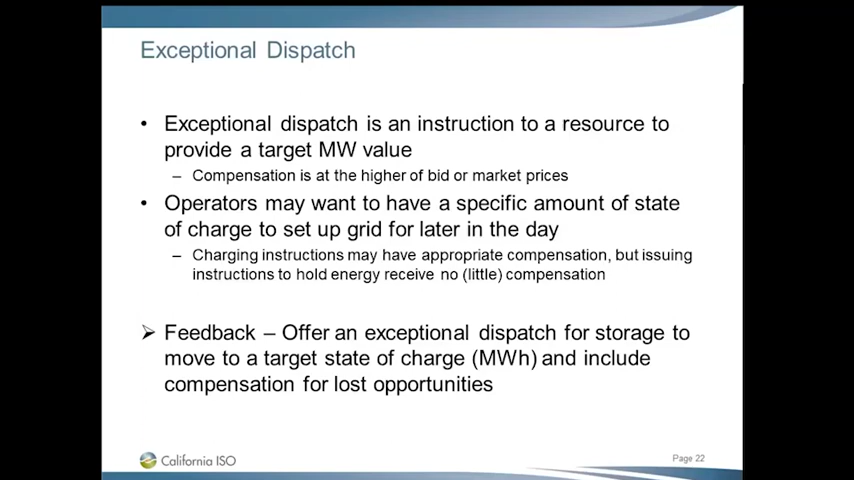 Exceptional Dispatch
• Exceptional dispatch is an instruction to a resource to
provide a target MW value
– Compensation is at the higher of bid or market prices
• Operators may want to have a specific amount of state
of charge to set up grid for later in the day
– Charging instructions may have appropriate compensation, but issuing
instructions to hold energy receive no (little) compensation
➢ Feedback – Offer an exceptional dispatch for storage to
move to a target state of charge (MWh) and include
compensation for lost opportunities
California ISO
Page 22